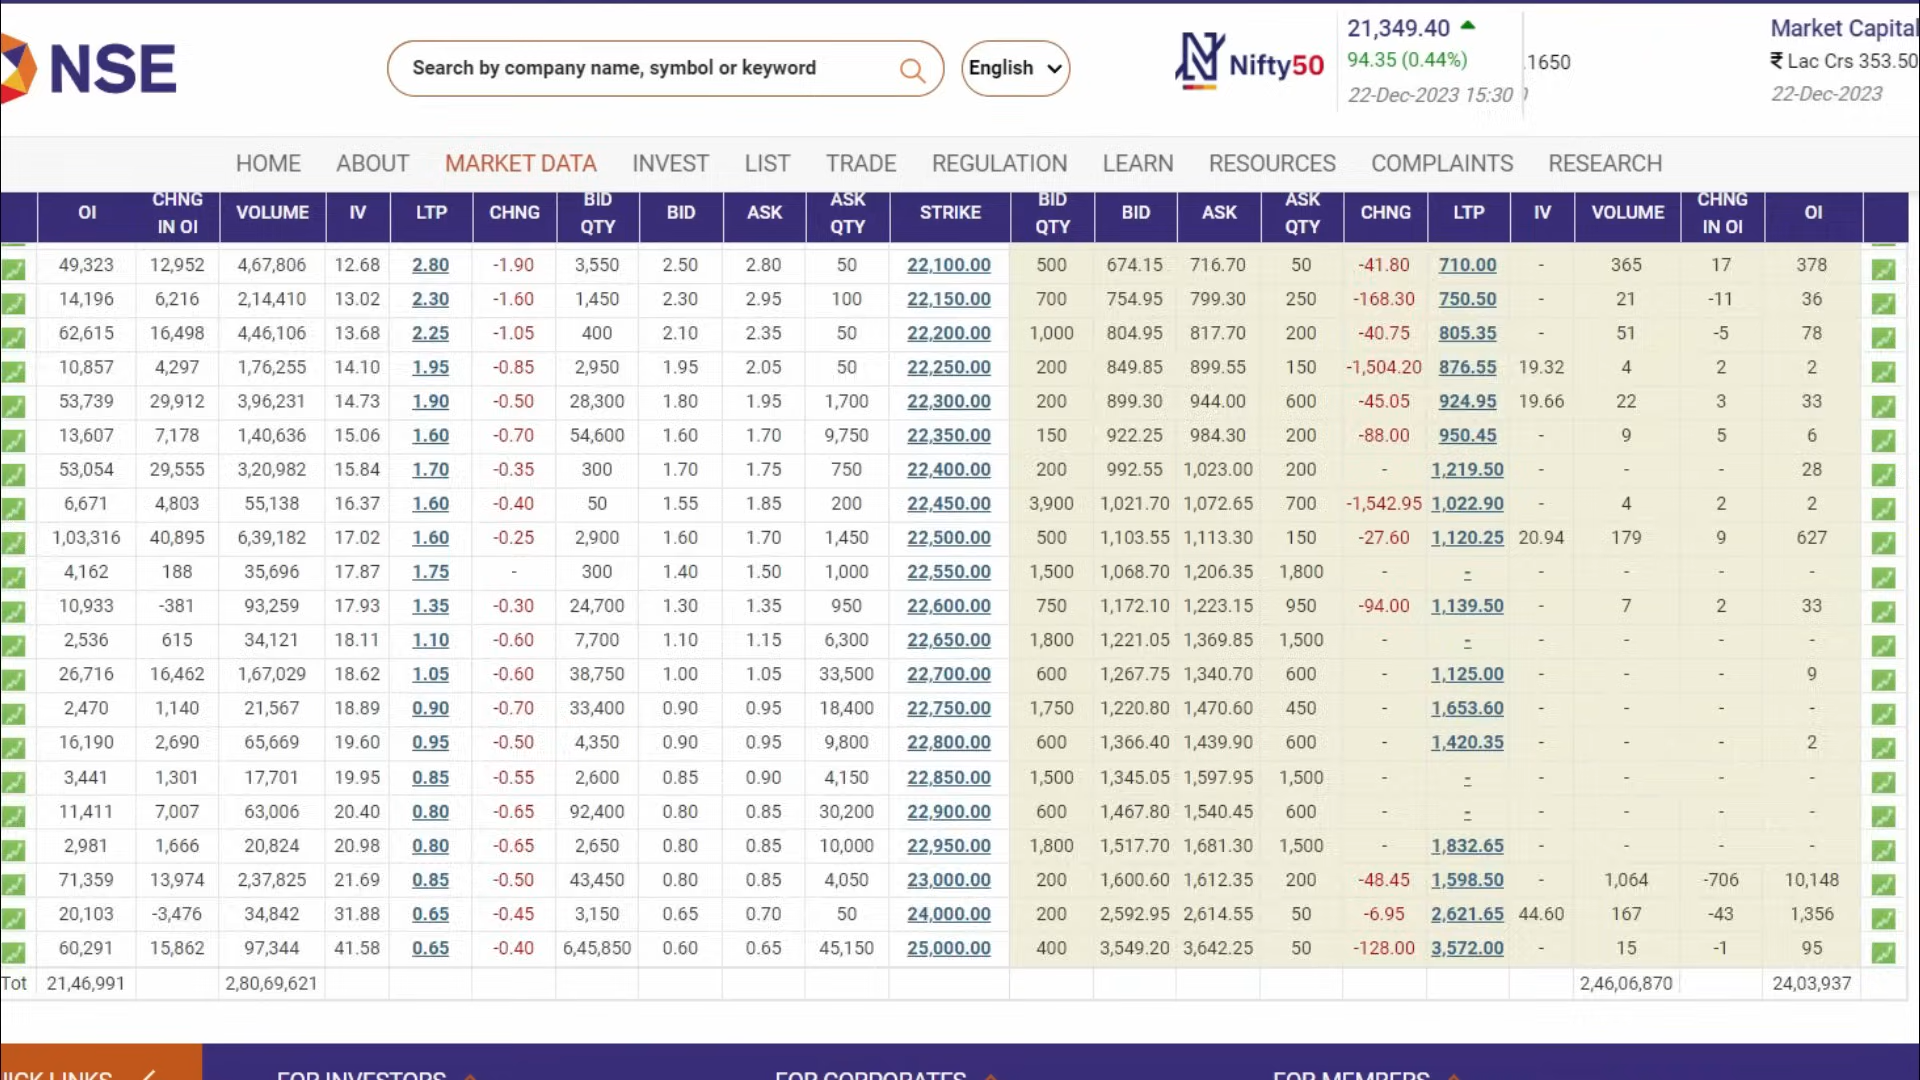 NSE
Search by company name, symbol or keyword
English
Nifty50
21,349.40
94.35 (0.44%)
22-Dec-2023 15:30
.1650
Market Capital
₹ Lac Crs 353.50
22-Dec-2023
HOME ABOUT MARKET DATA INVEST LIST TRADE REGULATION LEARN RESOURCES COMPLAINTS RESEARCH
OI CHNG IN OI VOLUME IV LTP CHNG BID QTY BID ASK ASK QTY STRIKE BID QTY BID ASK ASK QTY CHNG LTP IV VOLUME CHNG IN OI OI
49,323 12,952 4,67,806 12.68 2.80 -1.90 3,550 2.50 2.80 50 22,100.00 500 674.15 716.70 50 -41.80 710.00 - 365 17 378
14,196 6,216 2,14,410 13.02 2.30 -1.60 1,450 2.30 2.95 100 22,150.00 700 754.95 799.30 250 -168.30 750.50 - 21 -11 36
62,615 16,498 4,46,106 13.68 2.25 -1.05 400 2.10 2.35 50 22,200.00 1,000 804.95 817.70 200 -40.75 805.35 - 51 -5 78
10,857 4,297 1,76,255 14.10 1.95 -0.85 2,950 1.95 2.05 50 22,250.00 200 849.85 899.55 150 -1,504.20 876.55 19.32 4 2 2
53,739 29,912 3,96,231 14.73 1.90 -0.50 28,300 1.80 1.95 1,700 22,300.00 200 899.30 944.00 600 -45.05 924.95 19.66 22 3 33
13,607 7,178 1,40,636 15.06 1.60 -0.70 54,600 1.60 1.70 9,750 22,350.00 150 922.25 984.30 200 -88.00 950.45 - 9 5 6
53,054 29,555 3,20,982 15.84 1.70 -0.35 300 1.70 1.75 750 22,400.00 200 992.55 1,023.00 200 - 1,219.50 - - - 28
6,671 4,803 55,138 16.37 1.60 -0.40 50 1.55 1.85 200 22,450.00 3,900 1,021.70 1,072.65 700 -1,542.95 1,022.90 - 4 2 2
1,03,316 40,895 6,39,182 17.02 1.60 -0.25 2,900 1.60 1.70 1,450 22,500.00 500 1,103.55 1,113.30 150 -27.60 1,120.25 20.94 179 9 627
4,162 188 35,696 17.87 1.75 - 300 1.40 1.50 1,000 22,550.00 1,500 1,068.70 1,206.35 1,800 - - - - - -
10,933 -381 93,259 17.93 1.35 -0.30 24,700 1.30 1.35 950 22,600.00 750 1,172.10 1,223.15 950 -94.00 1,139.50 - 7 2 33
2,536 615 34,121 18.11 1.10 -0.60 7,700 1.10 1.15 6,300 22,650.00 1,800 1,221.05 1,369.85 1,500 - - - - - -
26,716 16,462 1,67,029 18.62 1.05 -0.60 38,750 1.00 1.05 33,500 22,700.00 600 1,267.75 1,340.70 600 - 1,125.00 - - - 9
2,470 1,140 21,567 18.89 0.90 -0.70 33,400 0.90 0.95 18,400 22,750.00 1,750 1,220.80 1,470.60 450 - 1,653.60 - - - -
16,190 2,690 65,669 19.60 0.95 -0.50 4,350 0.90 0.95 9,800 22,800.00 600 1,366.40 1,439.90 600 - 1,420.35 - - - 2
3,441 1,301 17,701 19.95 0.85 -0.55 2,600 0.85 0.90 4,150 22,850.00 1,500 1,345.05 1,597.95 1,500 - - - - - -
11,411 7,007 63,006 20.40 0.80 -0.65 92,400 0.80 0.85 30,200 22,900.00 600 1,467.80 1,540.45 600 - - - - - -
2,981 1,666 20,824 20.98 0.80 -0.65 2,650 0.80 0.85 10,000 22,950.00 1,800 1,517.70 1,681.30 1,500 - 1,832.65 - - - -
71,359 13,974 2,37,825 21.69 0.85 -0.50 43,450 0.80 0.85 4,050 23,000.00 200 1,600.60 1,612.35 200 -48.45 1,598.50 - 1,064 -706 10,148
20,103 -3,476 34,842 31.88 0.65 -0.45 3,150 0.65 0.70 50 24,000.00 200 2,592.95 2,614.55 50 -6.95 2,621.65 44.60 167 -43 1,356
60,291 15,862 97,344 41.58 0.65 -0.40 6,45,850 0.60 0.65 45,150 25,000.00 400 3,549.20 3,642.25 50 -128.00 3,572.00 - 15 -1 95
Tot 21,46,991 2,80,69,621 2,46,06,870 24,03,937
FOR INVESTORS FOR CORPORATES FOR MEMBERS